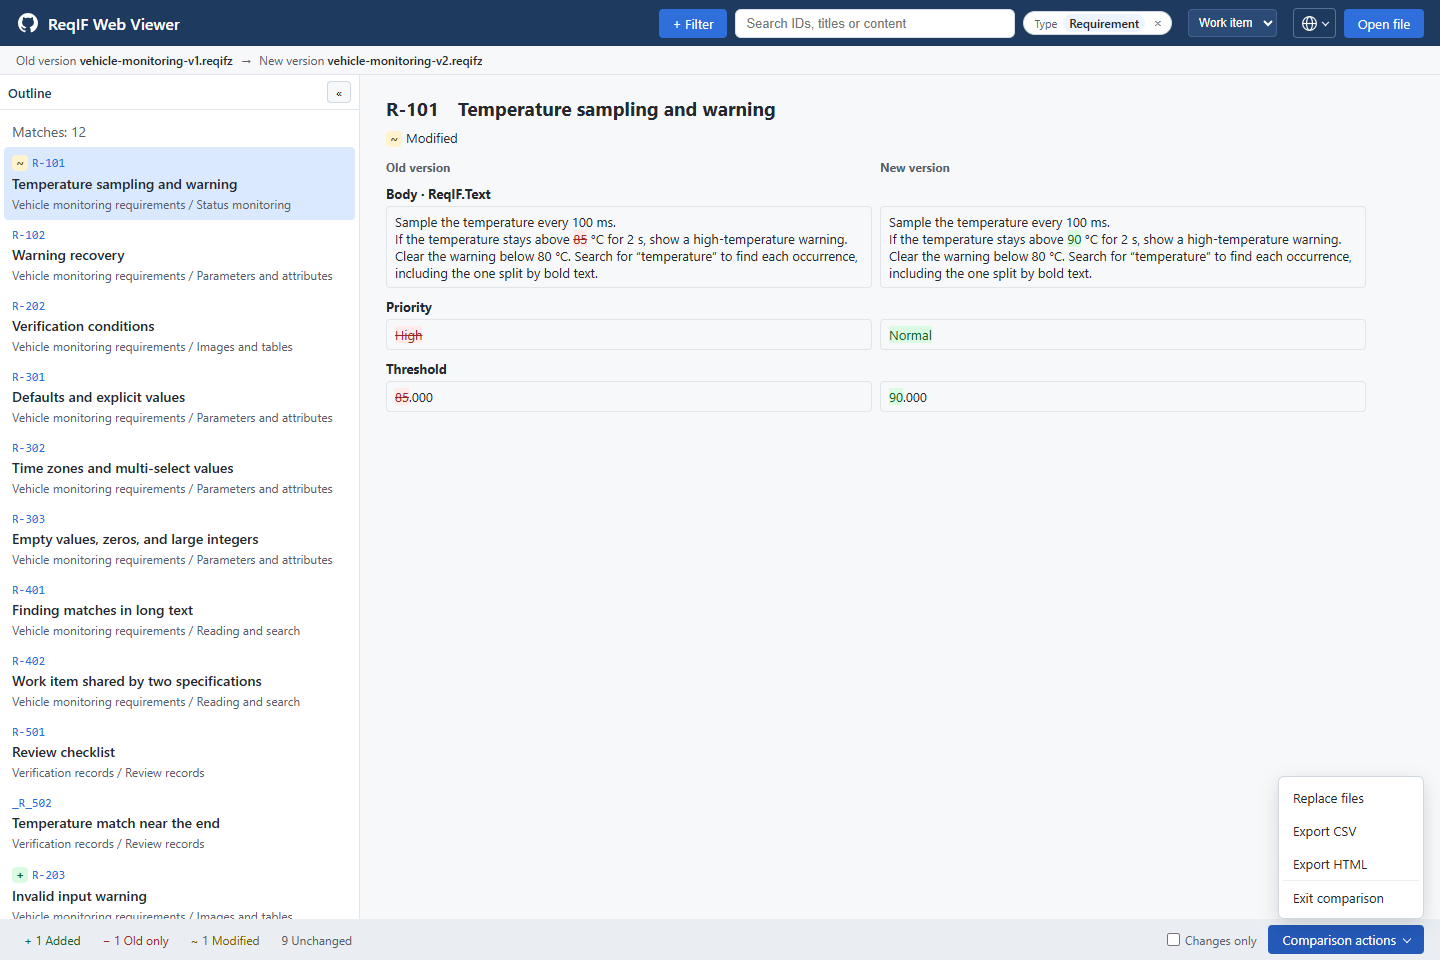 ReqIF Web Viewer
+ Filter
Search IDs, titles or content
Type Requirement ×
Work item
Open file
Old version vehicle-monitoring-v1.reqifz → New version vehicle-monitoring-v2.reqifz
Outline
«
Matches: 12
~ R-101
Temperature sampling and warning
Vehicle monitoring requirements / Status monitoring
R-102
Warning recovery
Vehicle monitoring requirements / Parameters and attributes
R-202
Verification conditions
Vehicle monitoring requirements / Images and tables
R-301
Defaults and explicit values
Vehicle monitoring requirements / Parameters and attributes
R-302
Time zones and multi-select values
Vehicle monitoring requirements / Parameters and attributes
R-303
Empty values, zeros, and large integers
Vehicle monitoring requirements / Parameters and attributes
R-401
Finding matches in long text
Vehicle monitoring requirements / Reading and search
R-402
Work item shared by two specifications
Vehicle monitoring requirements / Reading and search
R-501
Review checklist
Verification records / Review records
_R_502
Temperature match near the end
Verification records / Review records
+ R-203
Invalid input warning
Vehicle monitoring requirements / Images and tables
R-101 Temperature sampling and warning
~ Modified
Old version
New version
Body · ReqIF.Text
Sample the temperature every 100 ms.
If the temperature stays above 85 °C for 2 s, show a high-temperature warning.
Clear the warning below 80 °C. Search for “temperature” to find each occurrence,
including the one split by bold text.
Sample the temperature every 100 ms.
If the temperature stays above 90 °C for 2 s, show a high-temperature warning.
Clear the warning below 80 °C. Search for “temperature” to find each occurrence,
including the one split by bold text.
Priority
High
Normal
Threshold
85.000
90.000
Replace files
Export CSV
Export HTML
Exit comparison
+ 1 Added
− 1 Old only
~ 1 Modified
9 Unchanged
Changes only
Comparison actions